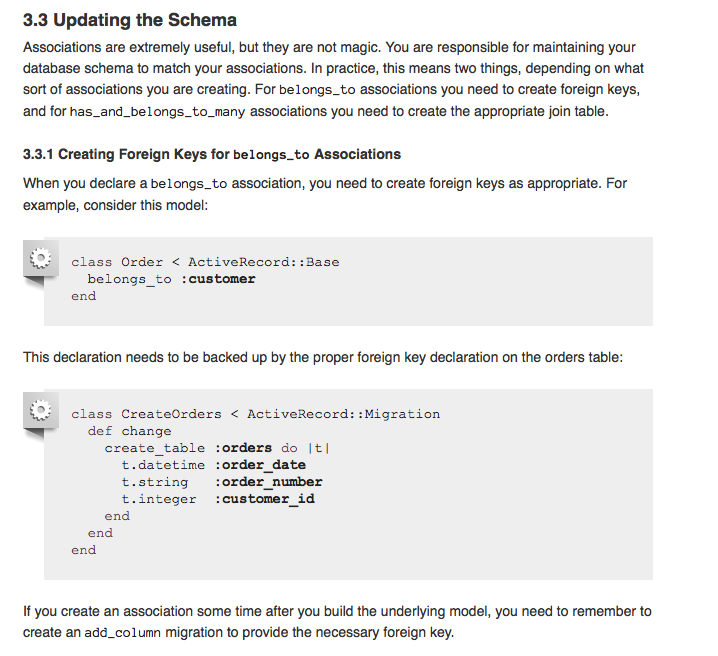 3.3 Updating the Schema
Associations are extremely useful, but they are not magic. You are responsible for maintaining your
database schema to match your associations. In practice, this means two things, depending on what
sort of associations you are creating. For belongs_to associations you need to create foreign keys,
and for has_and_belongs_to_many associations you need to create the appropriate join table.
3.3.1 Creating Foreign Keys for belongs_to Associations
When you declare a belongs_to association, you need to create foreign keys as appropriate. For
example, consider this model:
class Order < ActiveRecord::Base
  belongs_to :customer
end
This declaration needs to be backed up by the proper foreign key declaration on the orders table:
class CreateOrders < ActiveRecord::Migration
  def change
    create_table :orders do |t|
      t.datetime :order_date
      t.string   :order_number
      t.integer  :customer_id
    end
  end
end
If you create an association some time after you build the underlying model, you need to remember to
create an add_column migration to provide the necessary foreign key.